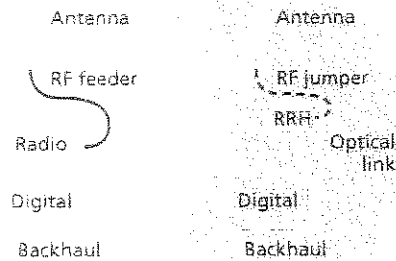 Antenna
RF feeder
Radio
Digital
Backhaul
Antenna
RF jumper
RRH
Optical
link
Digital
Backhaul